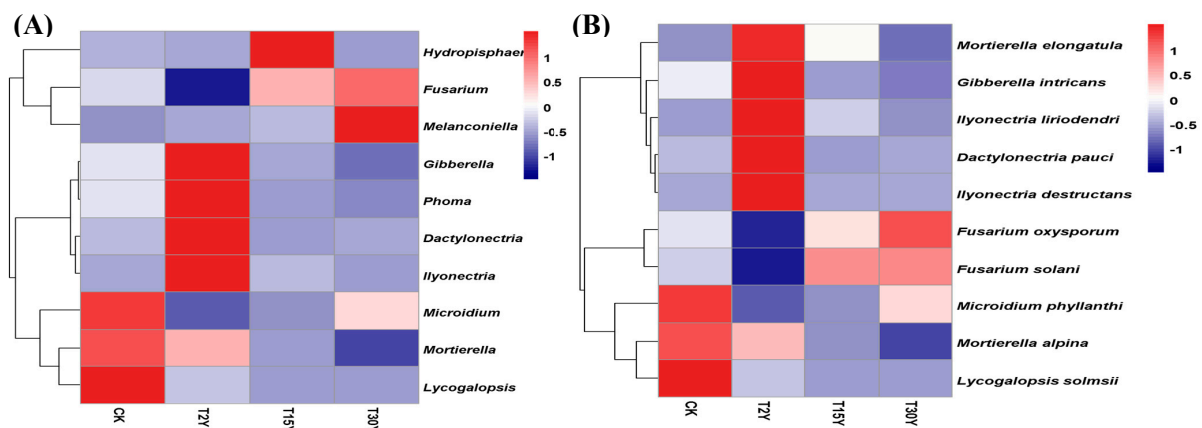 (A)
Hydropisphaer
Fusarium
Melanconiella
Gibberella
Phoma
Dactylonectria
Ilyonectria
Microidium
Mortierella
Lycogalopsis
CK
T2Y
T15Y
T30Y
1
0.5
0
-0.5
-1
(B)
Mortierella elongatula
Gibberella intricans
Ilyonectria liriodendri
Dactylonectria pauci
Ilyonectria destructans
Fusarium oxysporum
Fusarium solani
Microidium phyllanthi
Mortierella alpina
Lycogalopsis solmsii
CK
T2Y
T15Y
T30Y
1
0.5
0
-0.5
-1